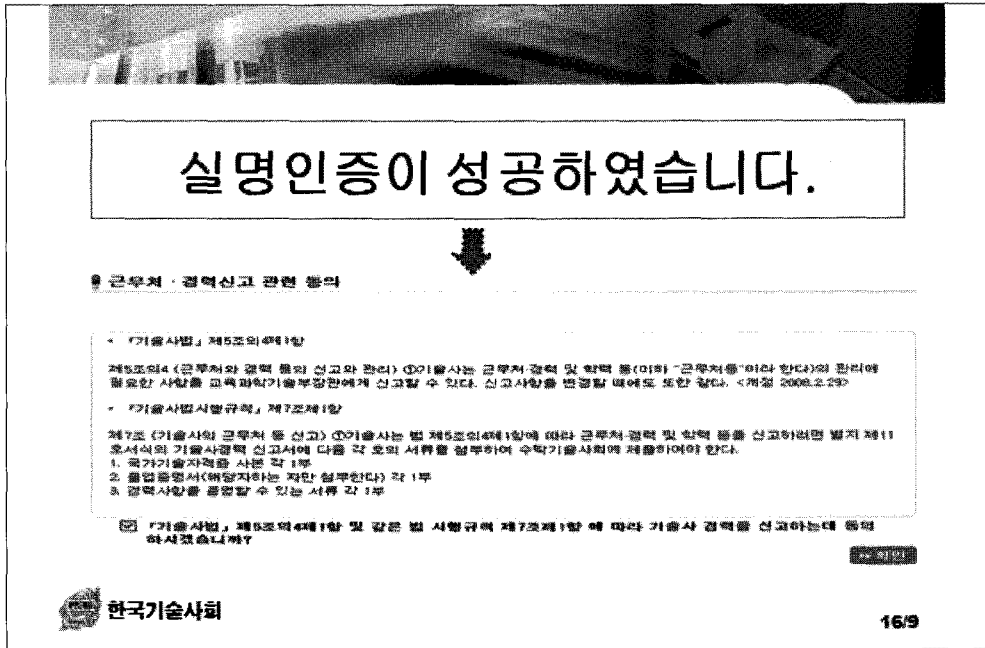 실명인증이 성공하였습니다.
근무처 · 경력신고 관련 동의
• 『기술사법』 제5조의4제1항
제5조의4 (근무처와 경력 등의 신고와 관리) ①기술사는 근무처·경력 및 학력 등(이하 "근무처등"이라 한다)의 관리에
필요한 사항를 교육과학기술부장관에게 신고할 수 있다. 신고사항를 변경할 때에도 또한 같다. <개정 2008.2.29>
• 『기술사법시행규칙』 제7조제1항
제7조 (기술사의 근무처 등 신고) ①기술사는 법 제5조의4제1항에 따라 근무처·경력 및 학력 등를 신고하려면 별지 제11
호서식의 기술사경력 신고서에 다음 각 호의 서류를 첨부하여 수탁기술사회에 제출하여야 한다.
1. 국가기술자격증 사본 각 1부
2. 졸업증명서(해당자하는 자만 첨부한다) 각 1부
3. 경력사항를 증명할 수 있는 서류 각 1부
『기술사법』 제5조의4제1항 및 같은 법 시행규칙 제7조제1항 에 따라 기술사 경력를 신고하는데 동의
하시겠습니까?
확인
한국기술사회
16/9